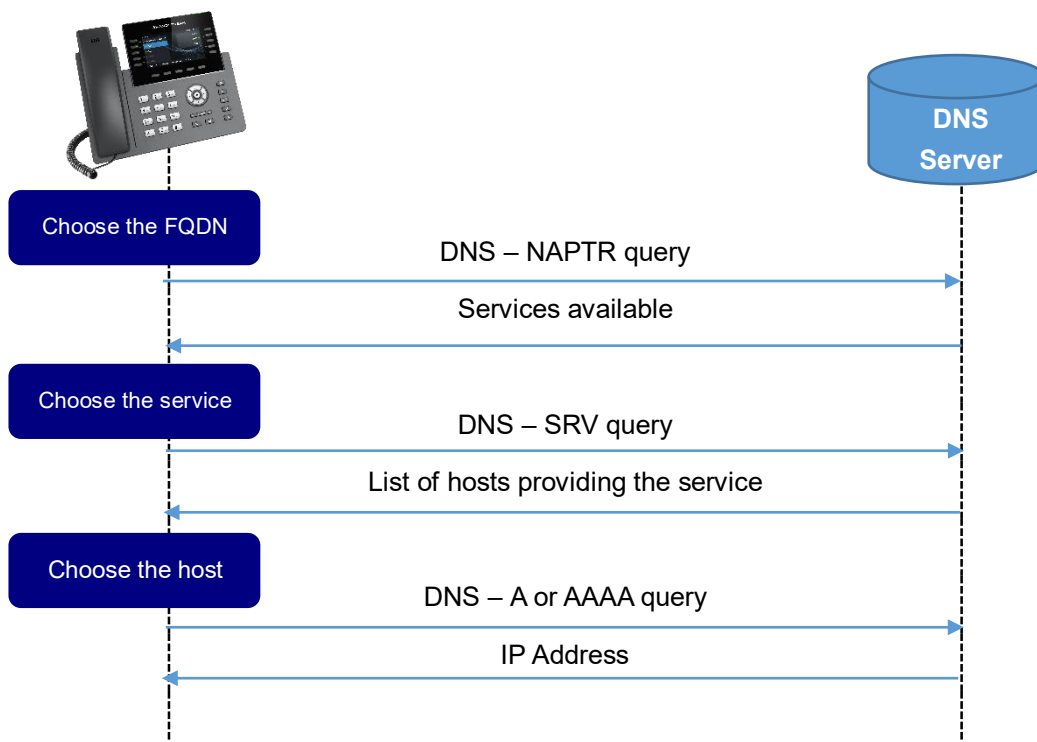 DNS
Server
Choose the FQDN
DNS – NAPTR query
Services available
Choose the service
DNS – SRV query
List of hosts providing the service
Choose the host
DNS – A or AAAA query
IP Address